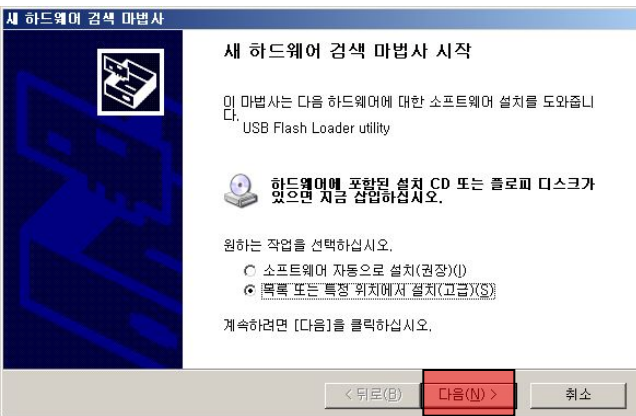 새 하드웨어 검색 마법사
새 하드웨어 검색 마법사 시작
이 마법사는 다음 하드웨어에 대한 소프트웨어 설치를 도와줍니
다.
USB Flash Loader utility
하드웨어에 포함된 설치 CD 또는 플로피 디스크가
있으면 지금 삽입하십시오.
원하는 작업을 선택하십시오.
소프트웨어 자동으로 설치(권장)(I)
목록 또는 특정 위치에서 설치(고급)(S)
계속하려면 [다음]을 클릭하십시오.
< 뒤로(B) 다음(N) > 취소